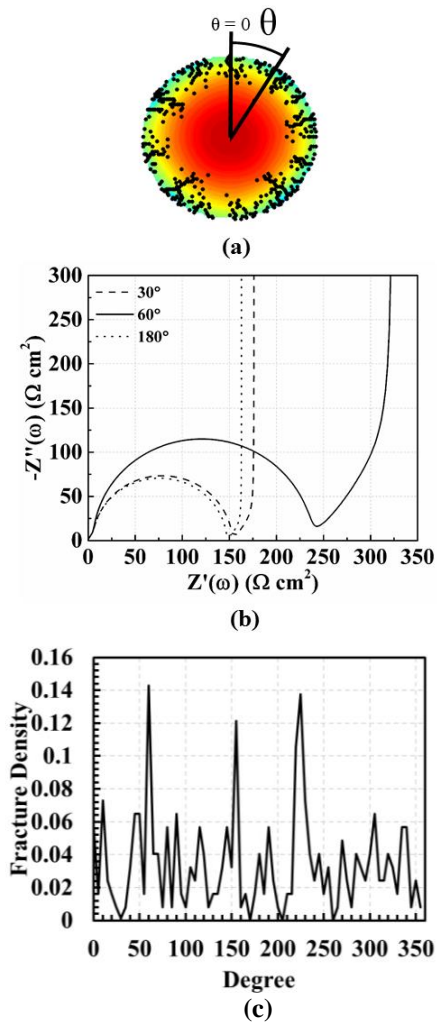 θ = 0 θ
(a)
300
250
200
150
100
50
0
-Z"(ω) (Ω cm²)
30°
60°
180°
0 50 100 150 200 250 300 350
Z'(ω) (Ω cm²)
(b)
0.16
0.14
0.12
0.1
0.08
0.06
0.04
0.02
0
Fracture Density
0 50 100 150 200 250 300 350
Degree
(c)